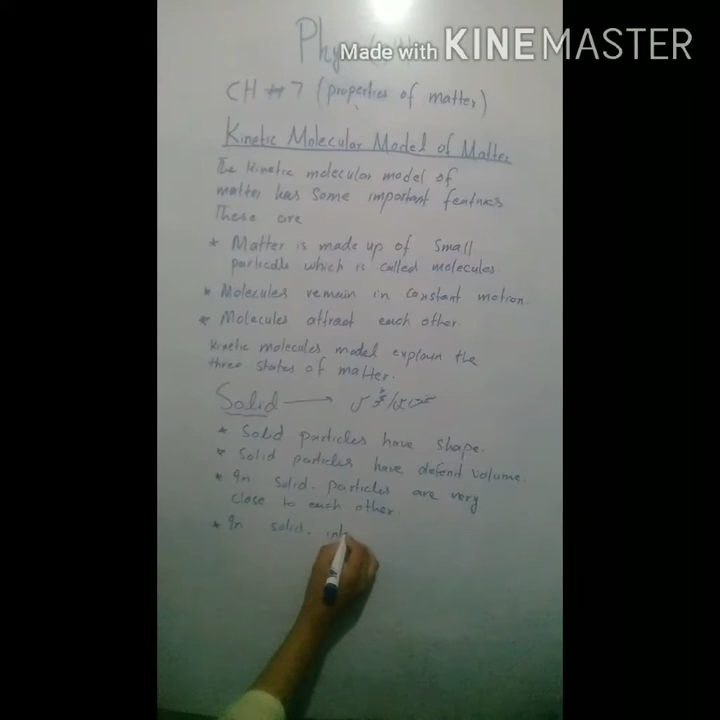 Made with KINEMASTER
CH # 7 (properties of matter)
Kinetic Molecular Model of Matter
The kinetic molecular model of
matter has some important features
These are
* Matter is made up of small
which is called molecules.
* Molecules remain in constant motion.
* Molecules attract each other.
kinetic molecules model explain the
three states of matter.
Solid
* Solid particles have shape.
* Solid particles have defenit volume.
* In solid particles are very
close to each other
* In solid. int